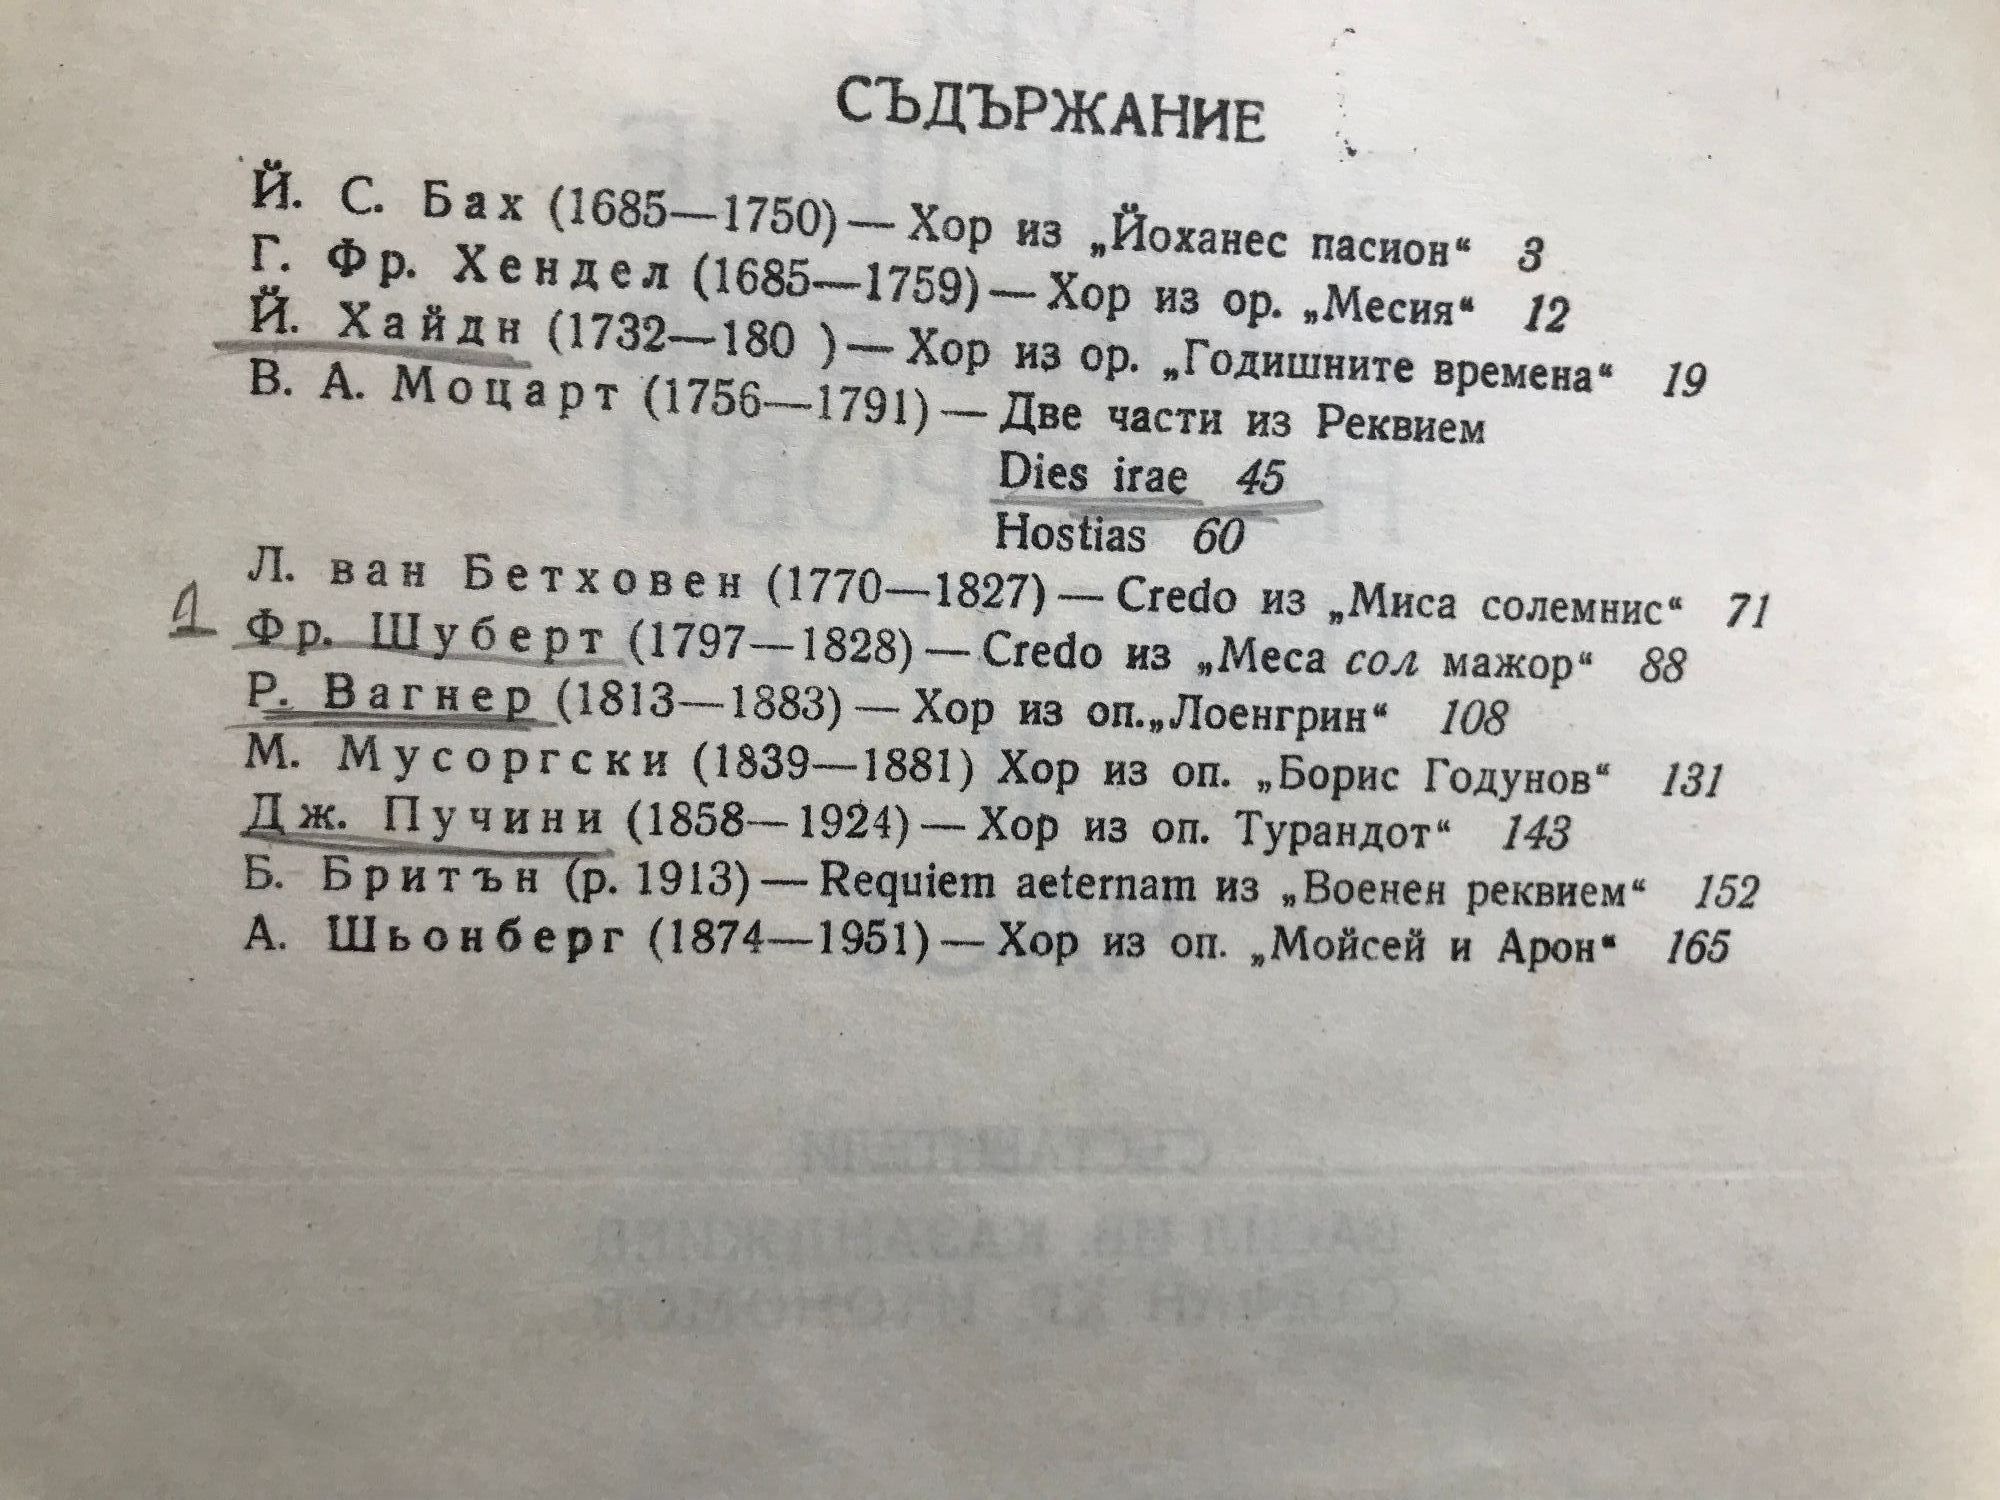 СЪДЪРЖАНИЕ
Й. С. Бах (1685—1750) — Хор из „Йоханес пасион“ 3
Г. Фр. Хендел (1685—1759) — Хор из ор. „Месия“ 12
Й. Хайдн (1732—180 ) — Хор из ор. „Годишните времена“ 19
В. А. Моцарт (1756—1791) — Две части из Реквием
Dies irae 45
Hostias 60
Л. ван Бетховен (1770—1827) — Credo из „Миса солемнис“ 71
Фр. Шуберт (1797—1828) — Credo из „Меса сол мажор“ 88
Р. Вагнер (1813—1883) — Хор из оп.„Лоенгрин“ 108
М. Мусоргски (1839—1881) Хор из оп. „Борис Годунов“ 131
Дж. Пучини (1858—1924) — Хор из оп. Турандот“ 143
Б. Бритън (р. 1913) — Requiem aeternam из „Военен реквием“ 152
А. Шьонберг (1874—1951) — Хор из оп. „Мойсей и Арон“ 165